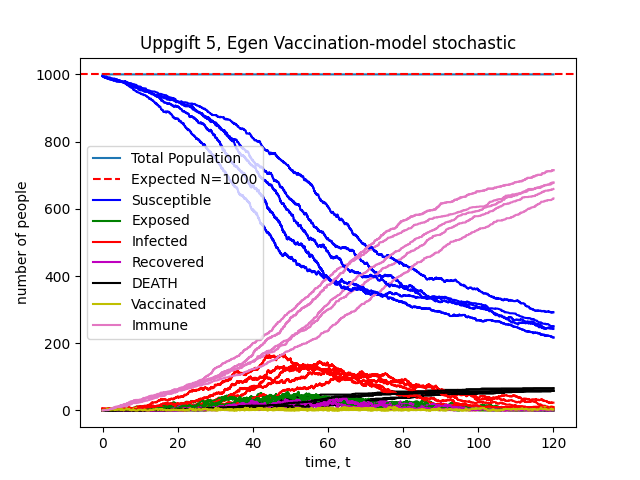 Uppgift 5, Egen Vaccination-model stochastic
number of people
1000
800
600
400
200
0
Total Population
Expected N=1000
Susceptible
Exposed
Infected
Recovered
DEATH
Vaccinated
Immune
0 20 40 60 80 100 120
time, t